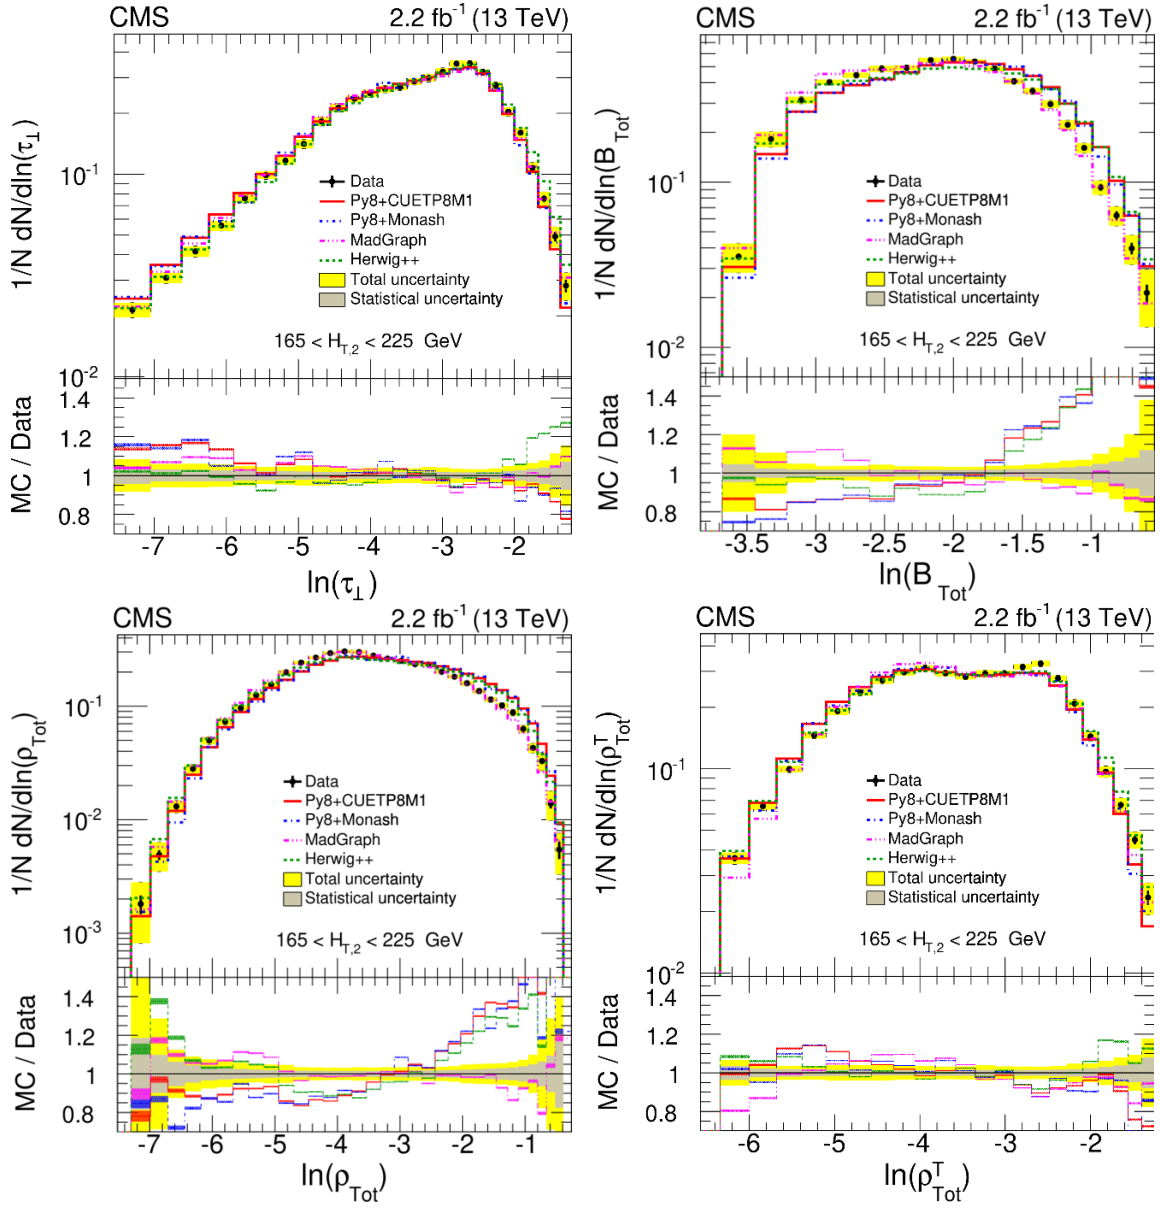 CMS 2.2 fb⁻¹ (13 TeV)
1/N dN/dln(τ⊥)
10⁻¹
10⁻²
Data
Py8+CUETP8M1
Py8+Monash
MadGraph
Herwig++
Total uncertainty
Statistical uncertainty
165 < H_T,2 < 225 GeV
MC / Data
1.4
1.2
1
0.8
-7 -6 -5 -4 -3 -2
ln(τ⊥)
CMS 2.2 fb⁻¹ (13 TeV)
1/N dN/dln(B_Tot)
10⁻¹
10⁻²
Data
Py8+CUETP8M1
Py8+Monash
MadGraph
Herwig++
Total uncertainty
Statistical uncertainty
165 < H_T,2 < 225 GeV
MC / Data
1.4
1.2
1
0.8
-3.5 -3 -2.5 -2 -1.5 -1
ln(B_Tot)
CMS 2.2 fb⁻¹ (13 TeV)
1/N dN/dln(ρ_Tot)
10⁻¹
10⁻²
10⁻³
Data
Py8+CUETP8M1
Py8+Monash
MadGraph
Herwig++
Total uncertainty
Statistical uncertainty
165 < H_T,2 < 225 GeV
MC / Data
1.4
1.2
1
0.8
-7 -6 -5 -4 -3 -2 -1
ln(ρ_Tot)
CMS 2.2 fb⁻¹ (13 TeV)
1/N dN/dln(ρ^T_Tot)
10⁻¹
10⁻²
Data
Py8+CUETP8M1
Py8+Monash
MadGraph
Herwig++
Total uncertainty
Statistical uncertainty
165 < H_T,2 < 225 GeV
MC / Data
1.4
1.2
1
0.8
-6 -5 -4 -3 -2
ln(ρ^T_Tot)